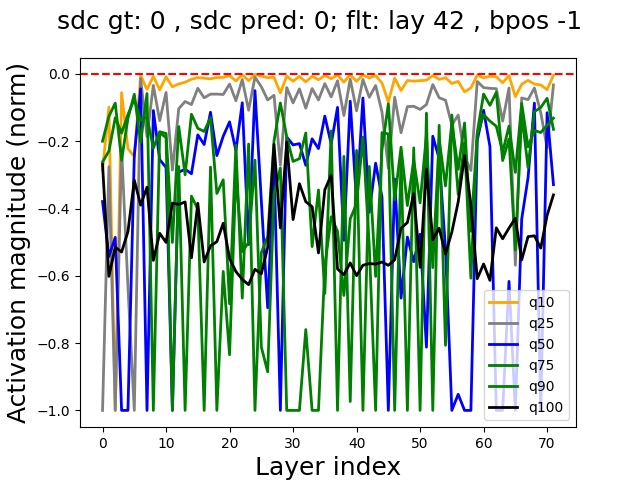 sdc gt: 0 , sdc pred: 0; flt: lay 42 , bpos -1
Activation magnitude (norm)
0.0
−0.2
−0.4
−0.6
−0.8
−1.0
0
10
20
30
40
50
60
70
Layer index
q10
q25
q50
q75
q90
q100